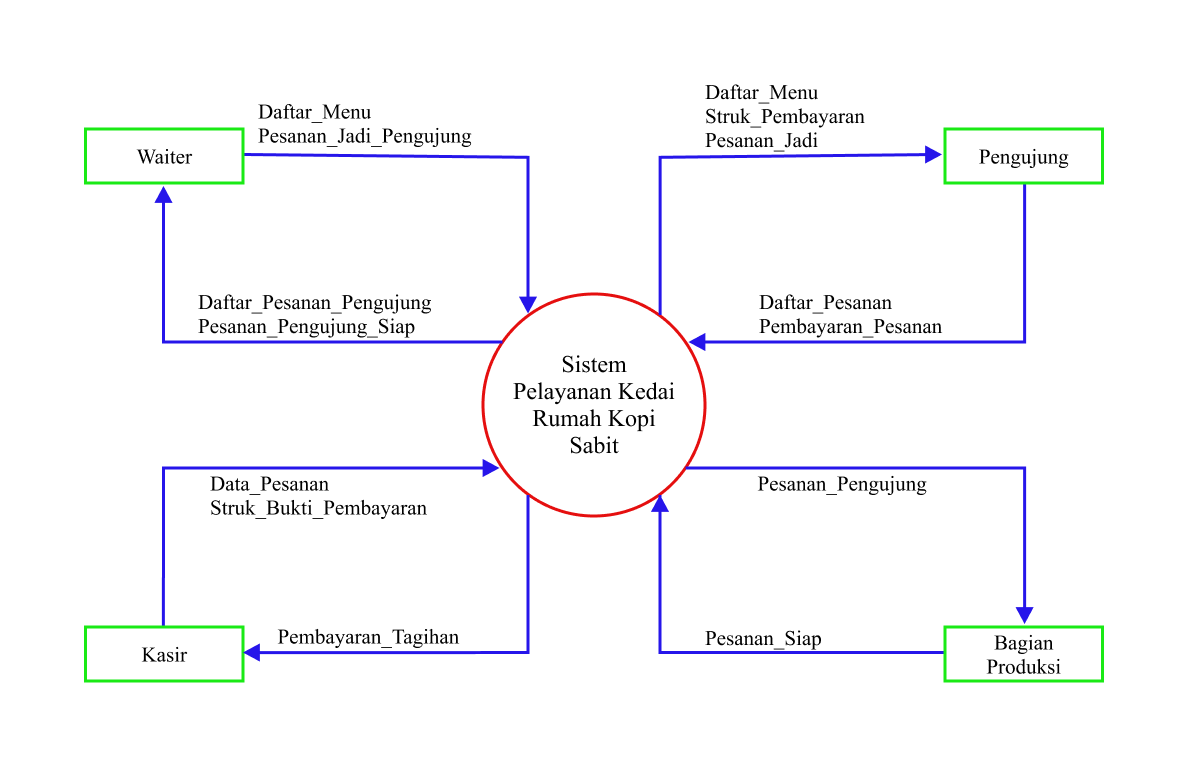 Daftar_Menu
Pesanan_Jadi_Pengujung
Waiter
Daftar_Menu
Struk_Pembayaran
Pesanan_Jadi
Pengujung
Daftar_Pesanan_Pengujung
Pesanan_Pengujung_Siap
Daftar_Pesanan
Pembayaran_Pesanan
Sistem
Pelayanan Kedai
Rumah Kopi
Sabit
Data_Pesanan
Struk_Bukti_Pembayaran
Pesanan_Pengujung
Kasir
Pembayaran_Tagihan
Pesanan_Siap
Bagian
Produksi